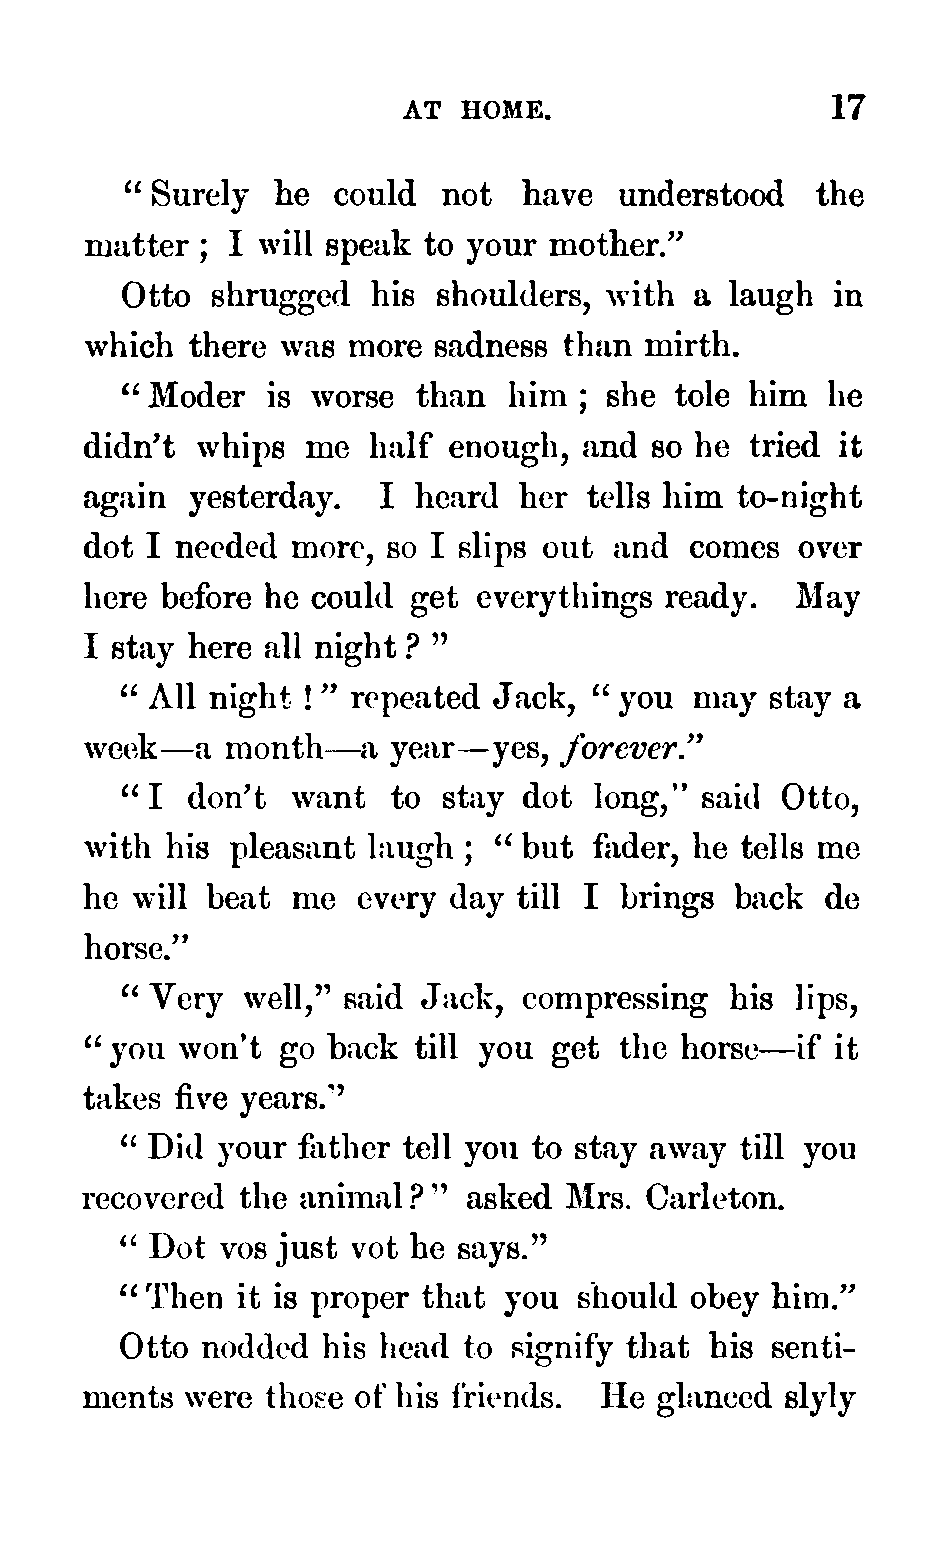 AT HOME. 17
“Surely he could not have understood the
matter; I will speak to your mother.”
Otto shrugged his shoulders, with a laugh in
which there was more sadness than mirth.
“Moder is worse than him; she tole him he
didn’t whips me half enough, and so he tried it
again yesterday. I heard her tells him to-night
dot I needed more, so I slips out and comes over
here before he could get everythings ready. May
I stay here all night?”
“All night!” repeated Jack, “you may stay a
week—a month—a year—yes, forever.”
“I don’t want to stay dot long,” said Otto,
with his pleasant laugh; “but fader, he tells me
he will beat me every day till I brings back de
horse.”
“Very well,” said Jack, compressing his lips,
“you won’t go back till you get the horse—if it
takes five years.”
“Did your father tell you to stay away till you
recovered the animal?” asked Mrs. Carleton.
“Dot vos just vot he says.”
“Then it is proper that you should obey him.”
Otto nodded his head to signify that his senti-
ments were those of his friends. He glanced slyly